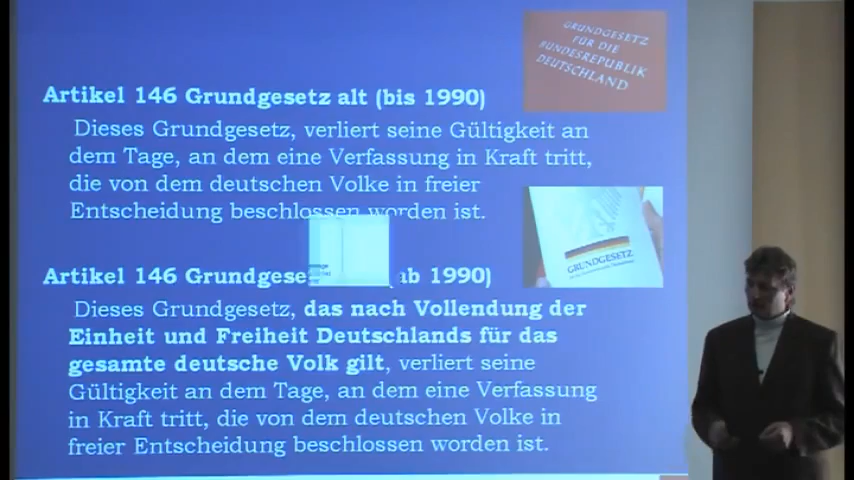 GRUNDGESETZ
FÜR DIE
BUNDESREPUBLIK
DEUTSCHLAND
Artikel 146 Grundgesetz alt (bis 1990)
Dieses Grundgesetz, verliert seine Gültigkeit an
dem Tage, an dem eine Verfassung in Kraft tritt,
die von dem deutschen Volke in freier
Entscheidung beschlossen worden ist.
GRUNDGESETZ
Artikel 146 Grundgese ab 1990)
Dieses Grundgesetz, das nach Vollendung der
Einheit und Freiheit Deutschlands für das
gesamte deutsche Volk gilt, verliert seine
Gültigkeit an dem Tage, an dem eine Verfassung
in Kraft tritt, die von dem deutschen Volke in
freier Entscheidung beschlossen worden ist.